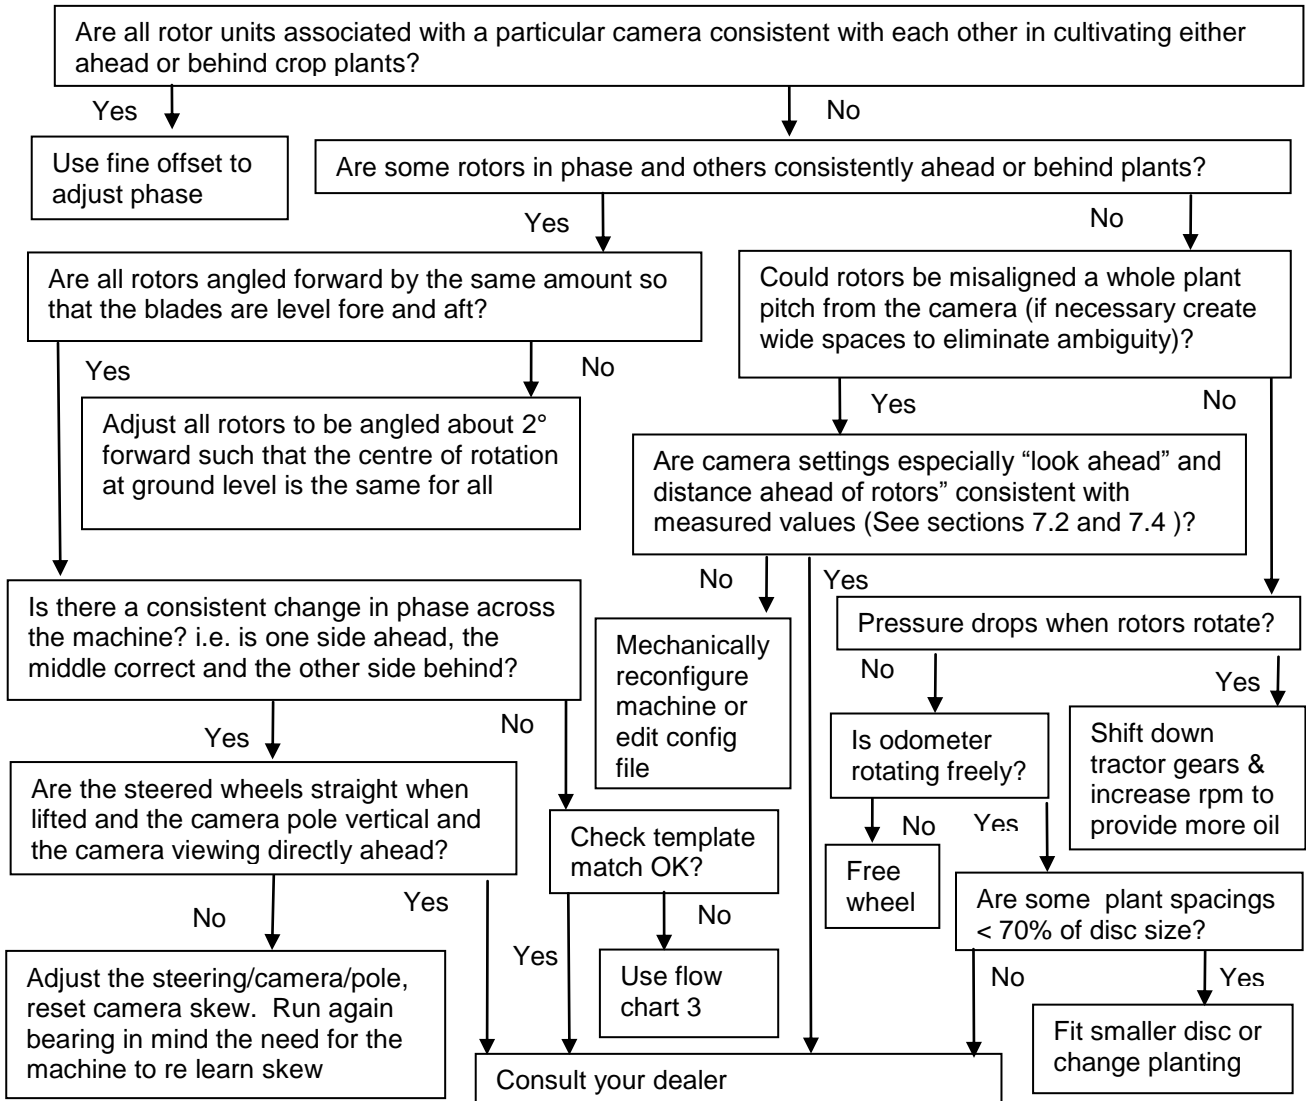 Are all rotor units associated with a particular camera consistent with each other in cultivating either
ahead or behind crop plants?
Yes
No
Use fine offset to
adjust phase
Are some rotors in phase and others consistently ahead or behind plants?
Yes
No
Are all rotors angled forward by the same amount so
that the blades are level fore and aft?
Could rotors be misaligned a whole plant
pitch from the camera (if necessary create
wide spaces to eliminate ambiguity)?
Yes
No
Yes
No
Adjust all rotors to be angled about 2°
forward such that the centre of rotation
at ground level is the same for all
Are camera settings especially “look ahead” and
distance ahead of rotors” consistent with
measured values (See sections 7.2 and 7.4 )?
No
Yes
Is there a consistent change in phase across
the machine? i.e. is one side ahead, the
middle correct and the other side behind?
Mechanically
reconfigure
machine or
edit config
file
Pressure drops when rotors rotate?
No
Yes
Yes
No
Is odometer
rotating freely?
Shift down
tractor gears &
increase rpm to
provide more oil
Are the steered wheels straight when
lifted and the camera pole vertical and
the camera viewing directly ahead?
Check template
match OK?
No
Yes
Free
wheel
Are some plant spacings
< 70% of disc size?
No
Yes
Yes
No
No
Yes
Adjust the steering/camera/pole,
reset camera skew. Run again
bearing in mind the need for the
machine to re learn skew
Use flow
chart 3
Fit smaller disc or
change planting
Consult your dealer